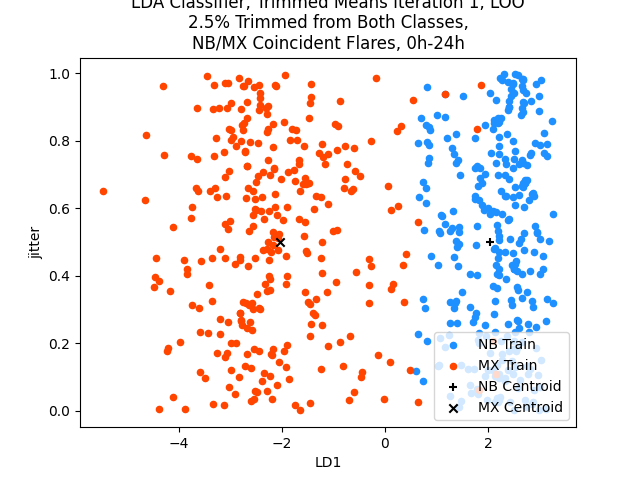 LDA Classifier, Trimmed Means Iteration 1, LOO
2.5% Trimmed from Both Classes,
NB/MX Coincident Flares, 0h-24h
1.0
0.8
0.6
0.4
0.2
0.0
jitter
−4
−2
0
2
LD1
NB Train
MX Train
NB Centroid
MX Centroid